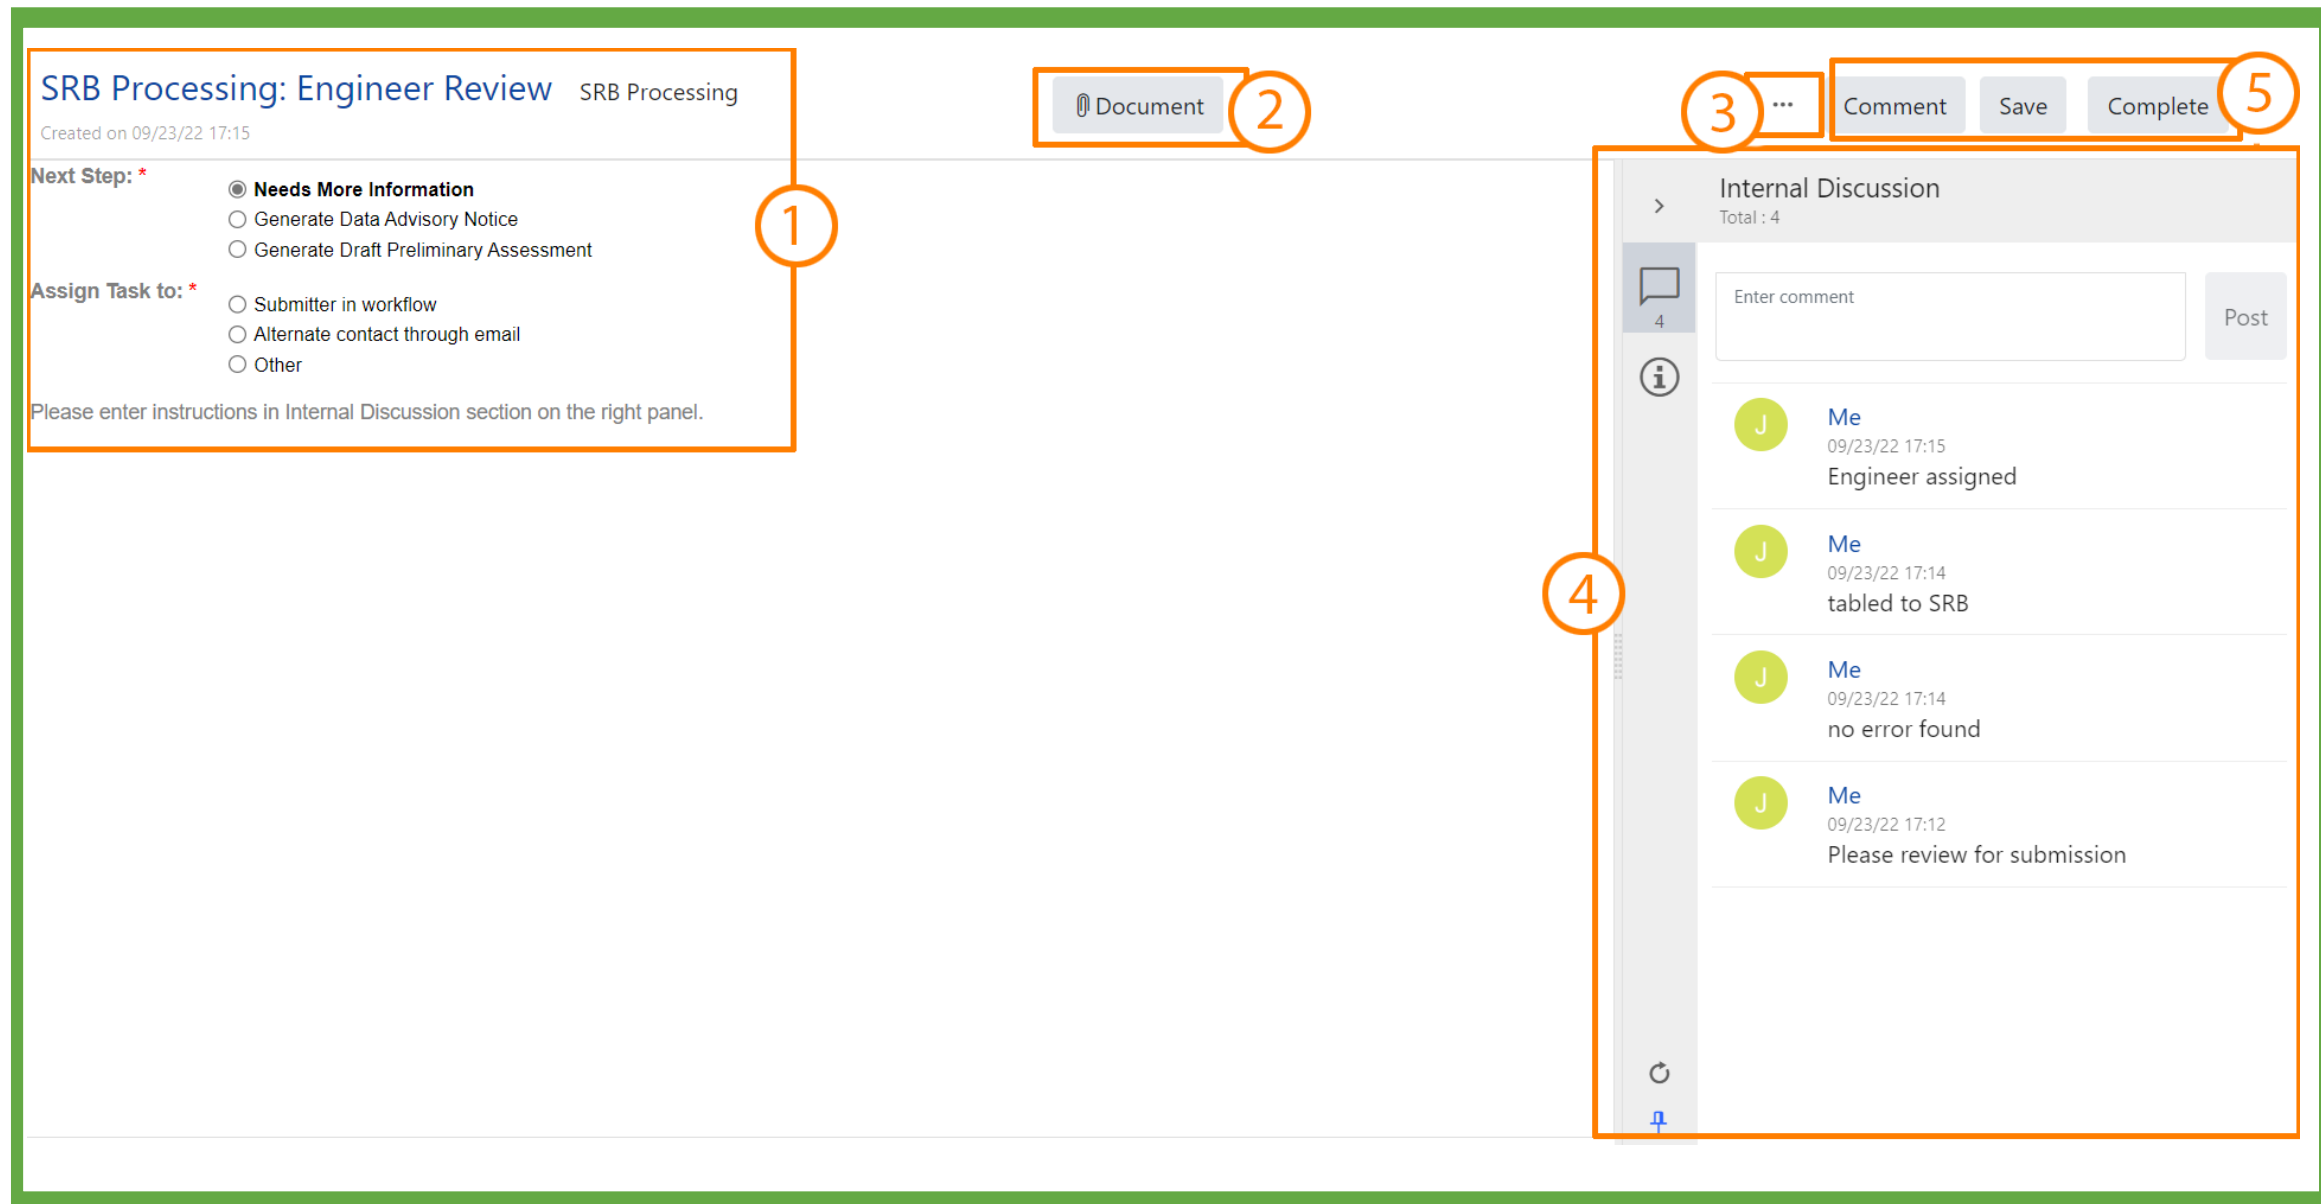 SRB Processing: Engineer Review SRB Processing
Created on 09/23/22 17:15
Document
2
3
...
Comment Save Complete
5
Next Step: *
Needs More Information
Generate Data Advisory Notice
Generate Draft Preliminary Assessment
1
Assign Task to: *
Submitter in workflow
Alternate contact through email
Other
Please enter instructions in Internal Discussion section on the right panel.
4
Internal Discussion
Total : 4
4
Enter comment
Post
J
Me
09/23/22 17:15
Engineer assigned
J
Me
09/23/22 17:14
tabled to SRB
J
Me
09/23/22 17:14
no error found
J
Me
09/23/22 17:12
Please review for submission